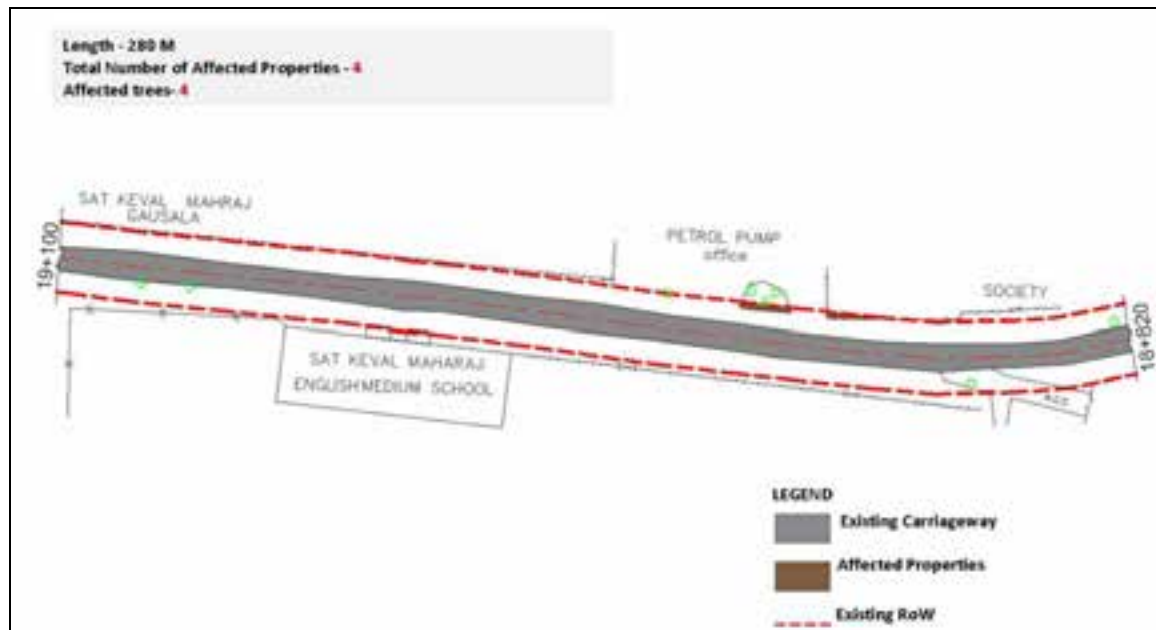 Length - 280 M
Total Number of Affected Properties - 4
Affected trees- 4
SAT KEVAL MAHRAJ
GAUSALA
19+100
PETROL PUMP
office
SOCIETY
18+820
SAT KEVAL MAHARAJ
ENGLISH MEDIUM SCHOOL
LEGEND
Existing Carriageway
Affected Properties
Existing RoW